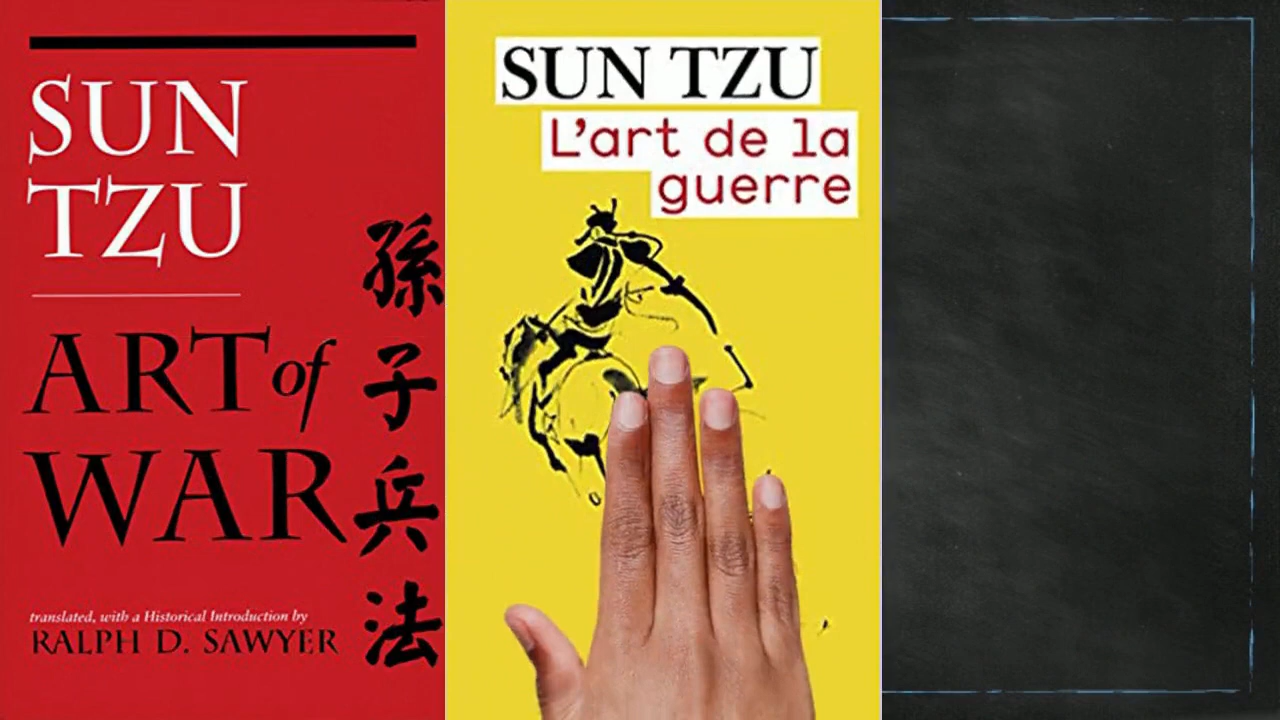 SUN
TZU
ART of
WAR
孫子兵法
translated, with a Historical Introduction by
RALPH D. SAWYER
SUN TZU
L'art de la
guerre